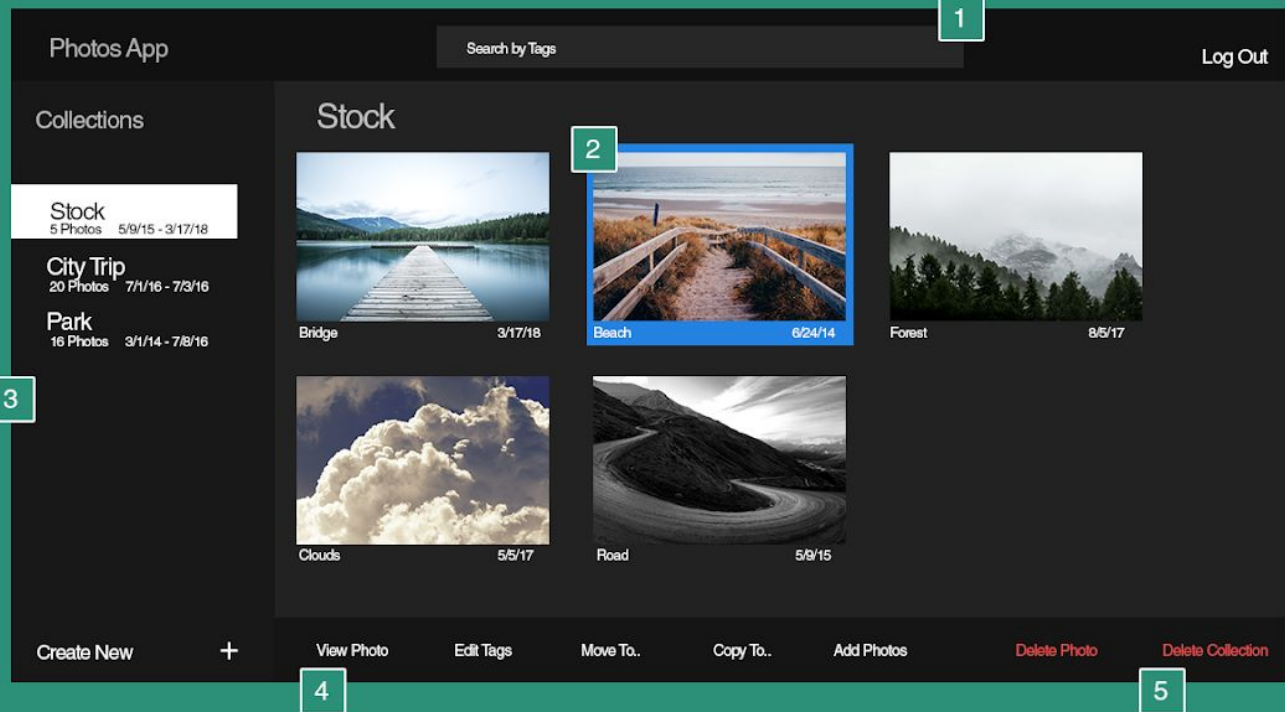 1
Photos App
Search by Tags
Log Out
Collections
Stock
5 Photos 5/9/15 - 3/17/18
City Trip
20 Photos 7/1/16 - 7/3/16
Park
16 Photos 3/1/14 - 7/8/16
3
Create New +
Stock
2
Bridge 3/17/18
Beach 6/24/14
Forest 8/5/17
Clouds 5/5/17
Road 5/9/15
View Photo Edit Tags Move To.. Copy To.. Add Photos Delete Photo Delete Collection
4
5